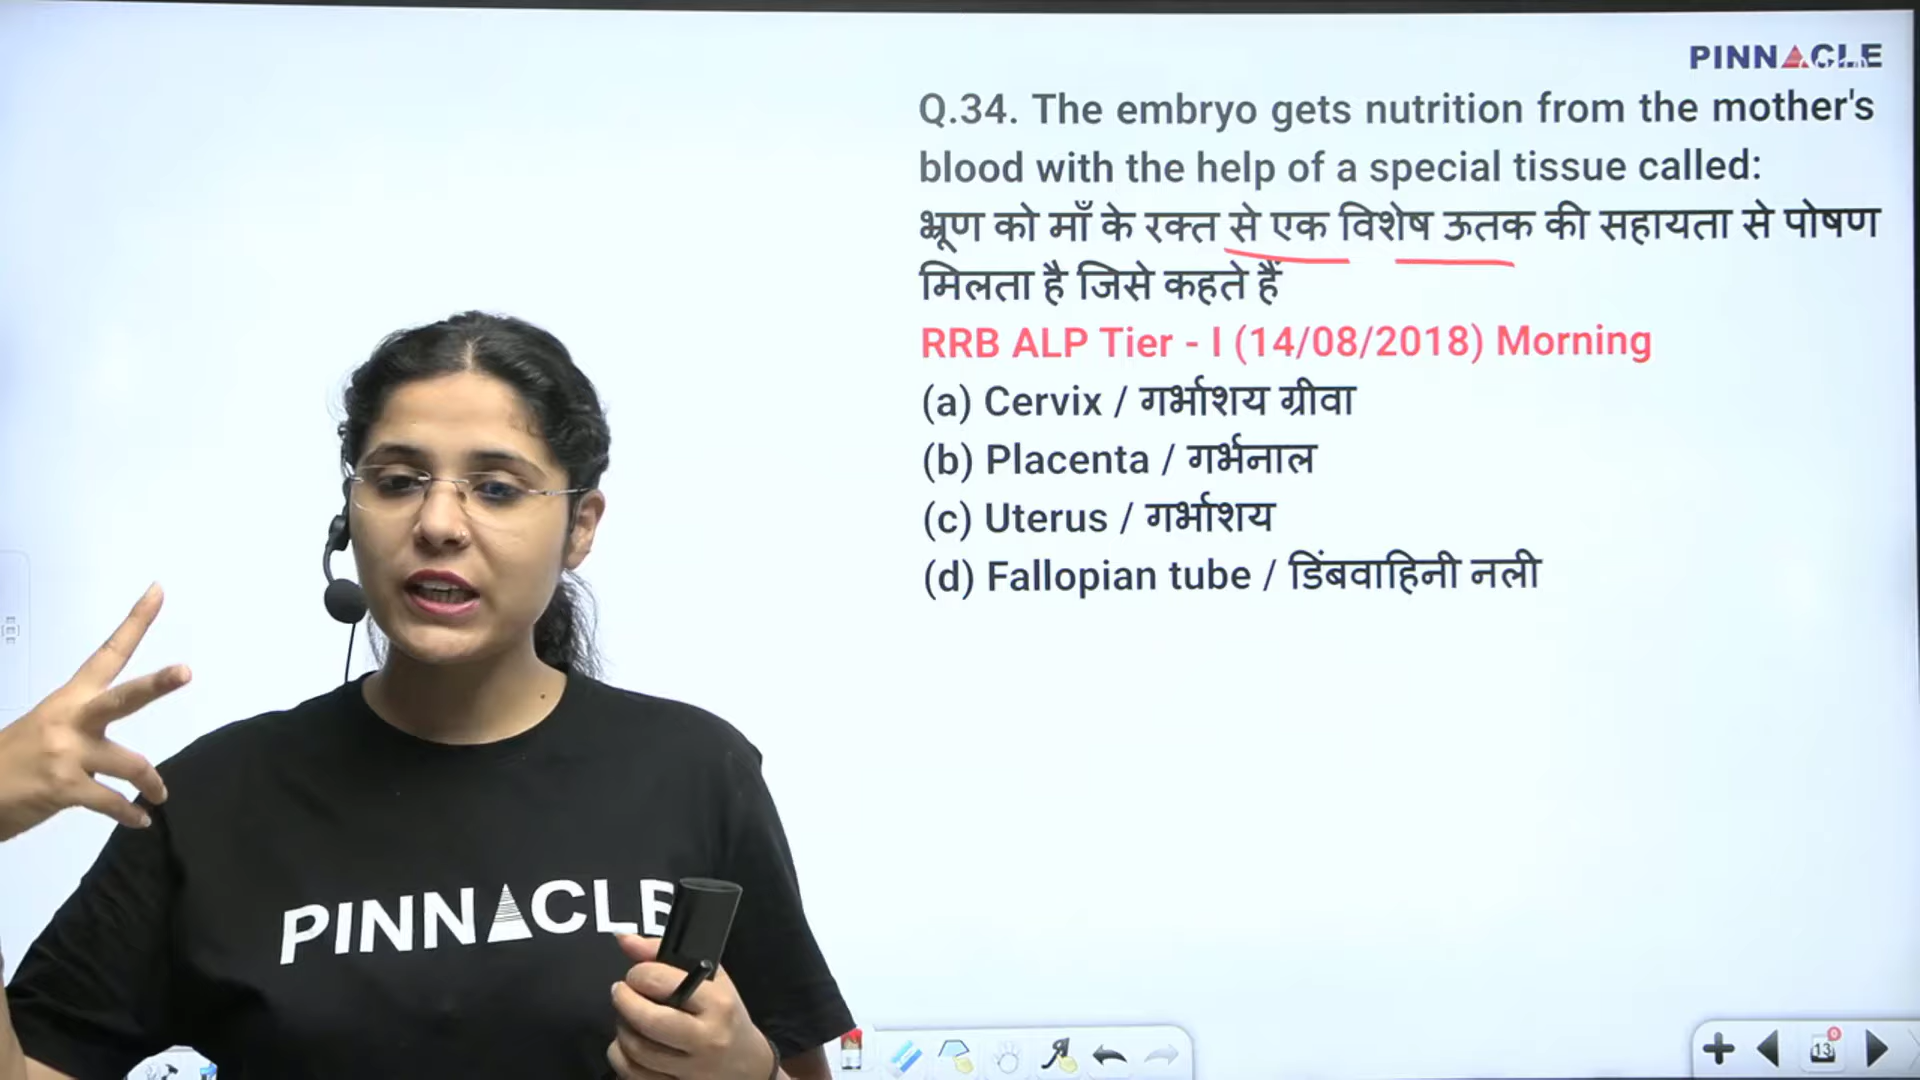 PINNACLE
Q.34. The embryo gets nutrition from the mother's
blood with the help of a special tissue called:
भ्रूण को माँ के रक्त से एक विशेष ऊतक की सहायता से पोषण
मिलता है जिसे कहते हैं
RRB ALP Tier - I (14/08/2018) Morning
(a) Cervix / गर्भाशय ग्रीवा
(b) Placenta / गर्भनाल
(c) Uterus / गर्भाशय
(d) Fallopian tube / डिंबवाहिनी नली
PINNACLE
13
0